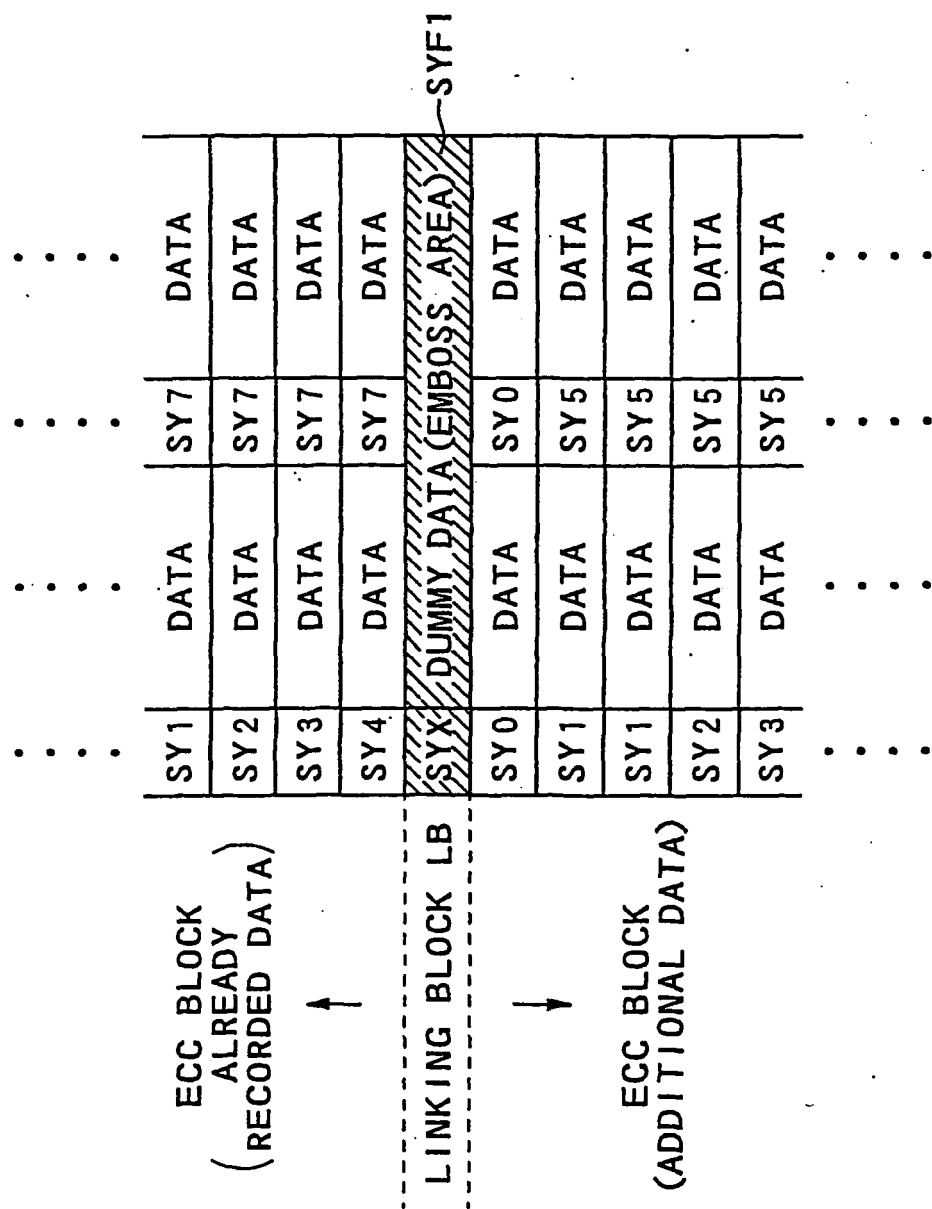 ECC BLOCK
ALREADY
(RECORDED DATA)
SY1 DATA SY7 DATA
SY2 DATA SY7 DATA
SY3 DATA SY7 DATA
SY4 DATA SY7 DATA
LINKING BLOCK LB
SYX DUMMY DATA(EMBOSS AREA)
SYF1
ECC BLOCK
(ADDITIONAL DATA)
SY0 DATA SY0 DATA
SY1 DATA SY5 DATA
SY1 DATA SY5 DATA
SY2 DATA SY5 DATA
SY3 DATA SY5 DATA